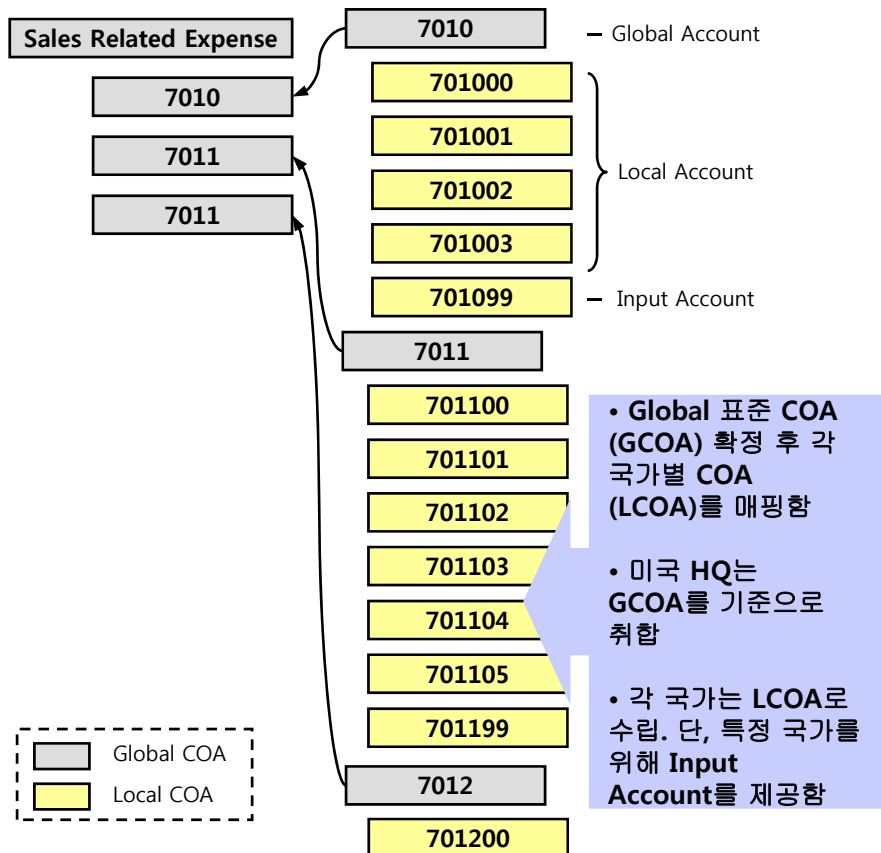 Sales Related Expense
7010
7011
7011
7010
– Global Account
701000
701001
701002
701003
Local Account
701099
– Input Account
7011
701100
701101
701102
701103
701104
701105
701199
7012
701200
• Global 표준 COA
(GCOA) 확정 후 각
국가별 COA
(LCOA)를 매핑함
• 미국 HQ는
GCOA를 기준으로
취합
• 각 국가는 LCOA로
수립. 단, 특정 국가를
위해 Input
Account를 제공함
Global COA
Local COA